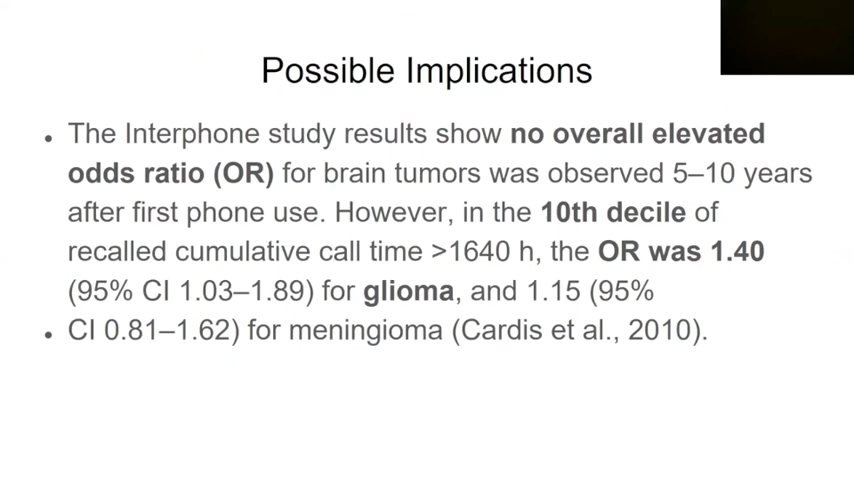 Possible Implications
• The Interphone study results show no overall elevated
odds ratio (OR) for brain tumors was observed 5–10 years
after first phone use. However, in the 10th decile of
recalled cumulative call time >1640 h, the OR was 1.40
(95% CI 1.03–1.89) for glioma, and 1.15 (95%
• CI 0.81–1.62) for meningioma (Cardis et al., 2010).